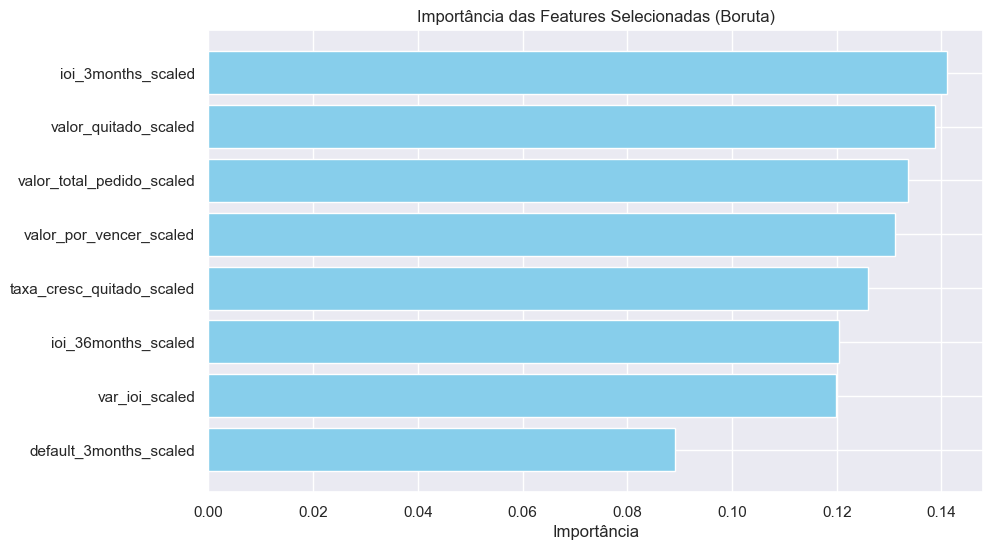 Importância das Features Selecionadas (Boruta)
ioi_3months_scaled
valor_quitado_scaled
valor_total_pedido_scaled
valor_por_vencer_scaled
taxa_cresc_quitado_scaled
ioi_36months_scaled
var_ioi_scaled
default_3months_scaled
0.00 0.02 0.04 0.06 0.08 0.10 0.12 0.14
Importância